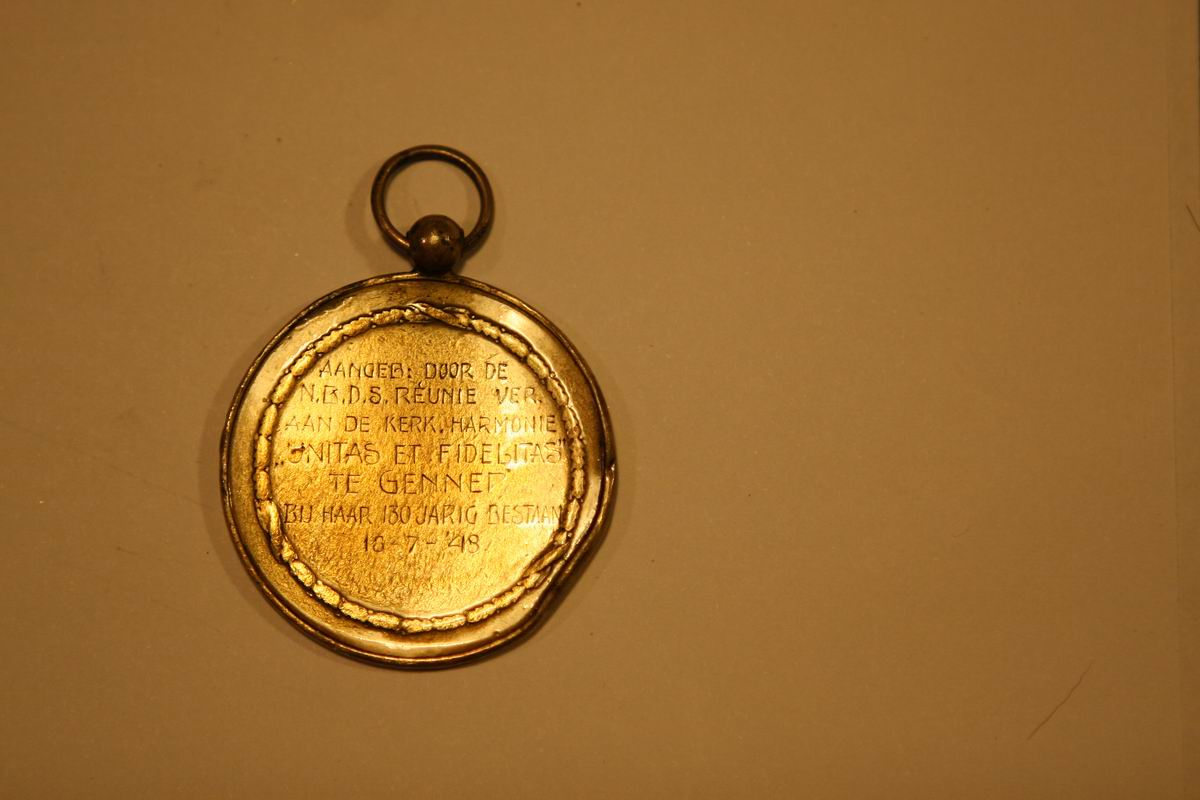 AANGEB: DOOR DE
N.B.D.S. RÉUNIE VER.
AAN DE KERK. HARMONIE
„UNITAS ET FIDELITAS"
TE GENNEP
BIJ HAAR 130 JARIG BESTAAN
16-7-'48